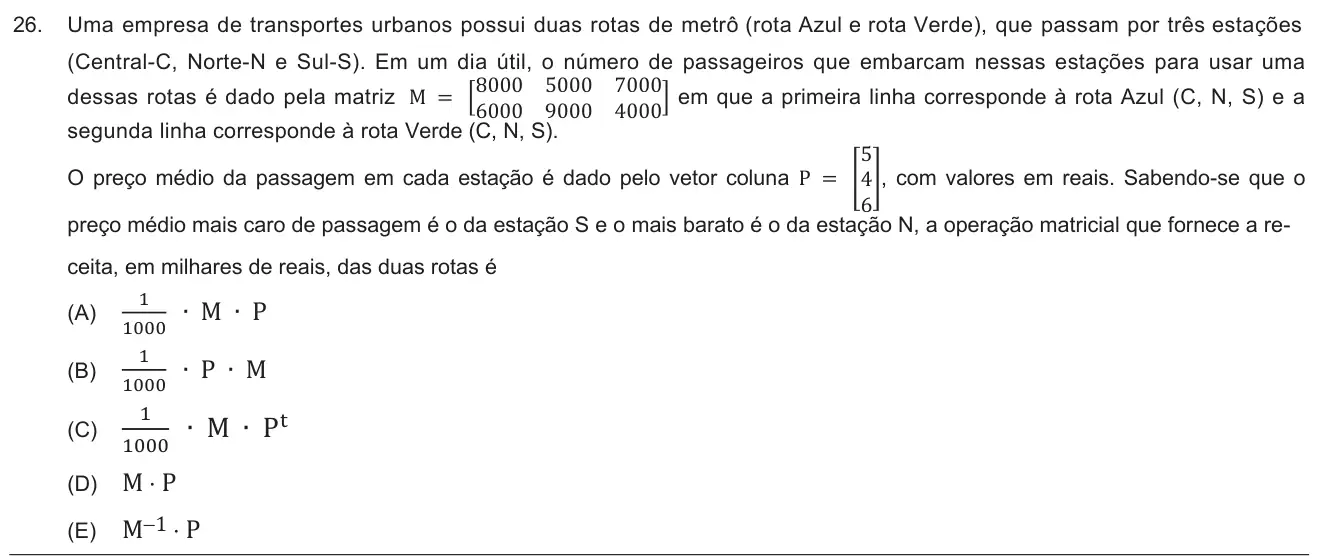 26. Uma empresa de transportes urbanos possui duas rotas de metrô (rota Azul e rota Verde), que passam por três estações
(Central-C, Norte-N e Sul-S). Em um dia útil, o número de passageiros que embarcam nessas estações para usar uma
dessas rotas é dado pela matriz M = [8000 5000 7000
6000 9000 4000] em que a primeira linha corresponde à rota Azul (C, N, S) e a
segunda linha corresponde à rota Verde (C, N, S).
O preço médio da passagem em cada estação é dado pelo vetor coluna P = [5
4
6], com valores em reais. Sabendo-se que o
preço médio mais caro de passagem é o da estação S e o mais barato é o da estação N, a operação matricial que fornece a re-
ceita, em milhares de reais, das duas rotas é
(A) 1/1000 · M · P
(B) 1/1000 · P · M
(C) 1/1000 · M · Pᵗ
(D) M · P
(E) M⁻¹ · P